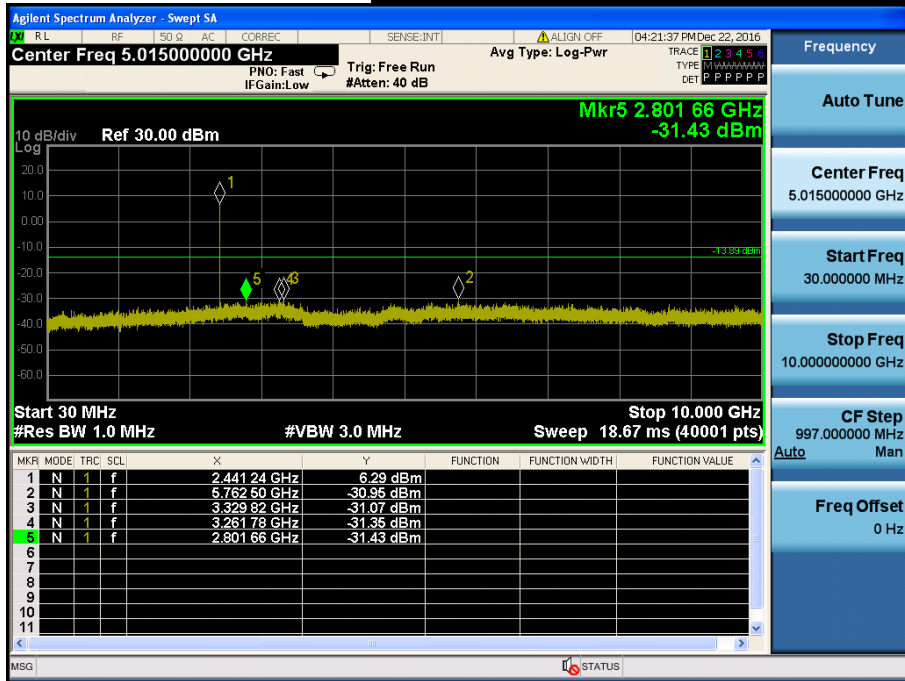 Agilent Spectrum Analyzer - Swept SA
LXI RL RF 50 Ω AC CORREC SENSE:INT ALIGN OFF 04:21:37 PM Dec 22, 2016
Center Freq 5.015000000 GHz
PNO: Fast
IFGain:Low
Trig: Free Run
#Atten: 40 dB
Avg Type: Log-Pwr
TRACE 1 2 3 4 5 6
TYPE M W W W W W
DET P P P P P P
Mkr5 2.801 66 GHz
-31.43 dBm
10 dB/div Ref 30.00 dBm
Log
20.0
10.0
0.00
-10.0
-20.0
-30.0
-40.0
-50.0
-60.0
1
5
4
3
2
-13.89 dBm
Start 30 MHz Stop 10.000 GHz
#Res BW 1.0 MHz #VBW 3.0 MHz Sweep 18.67 ms (40001 pts)
MKR MODE TRC SCL X Y FUNCTION FUNCTION WIDTH FUNCTION VALUE
1 N 1 f 2.441 24 GHz 6.29 dBm
2 N 1 f 5.762 50 GHz -30.95 dBm
3 N 1 f 3.329 82 GHz -31.07 dBm
4 N 1 f 3.261 78 GHz -31.35 dBm
5 N 1 f 2.801 66 GHz -31.43 dBm
6
7
8
9
10
11
MSG STATUS
Frequency
Auto Tune
Center Freq
5.015000000 GHz
Start Freq
30.000000 MHz
Stop Freq
10.000000000 GHz
CF Step
997.000000 MHz
Auto Man
Freq Offset
0 Hz